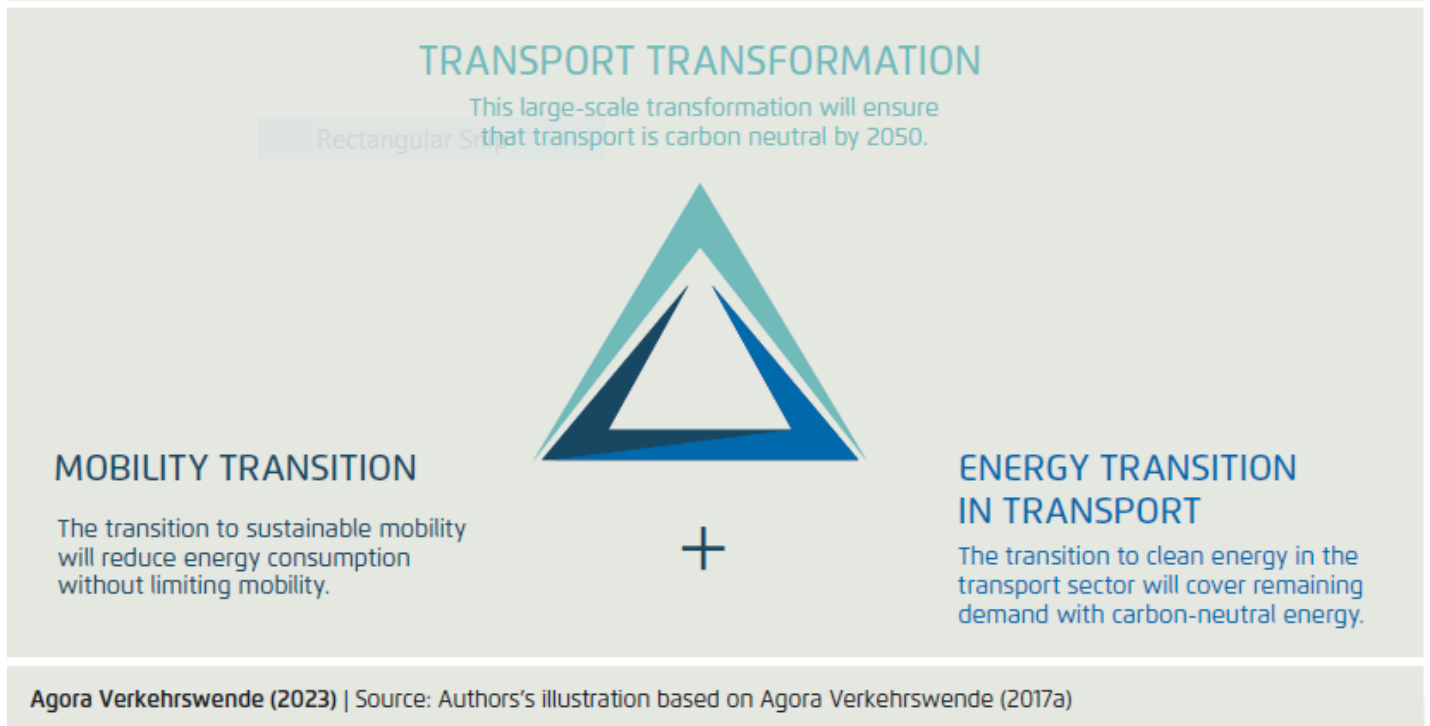 TRANSPORT TRANSFORMATION
This large-scale transformation will ensure
that transport is carbon neutral by 2050.
Rectangular Snip
MOBILITY TRANSITION
The transition to sustainable mobility
will reduce energy consumption
without limiting mobility.
+
ENERGY TRANSITION
IN TRANSPORT
The transition to clean energy in the
transport sector will cover remaining
demand with carbon-neutral energy.
Agora Verkehrswende (2023) | Source: Authors's illustration based on Agora Verkehrswende (2017a)